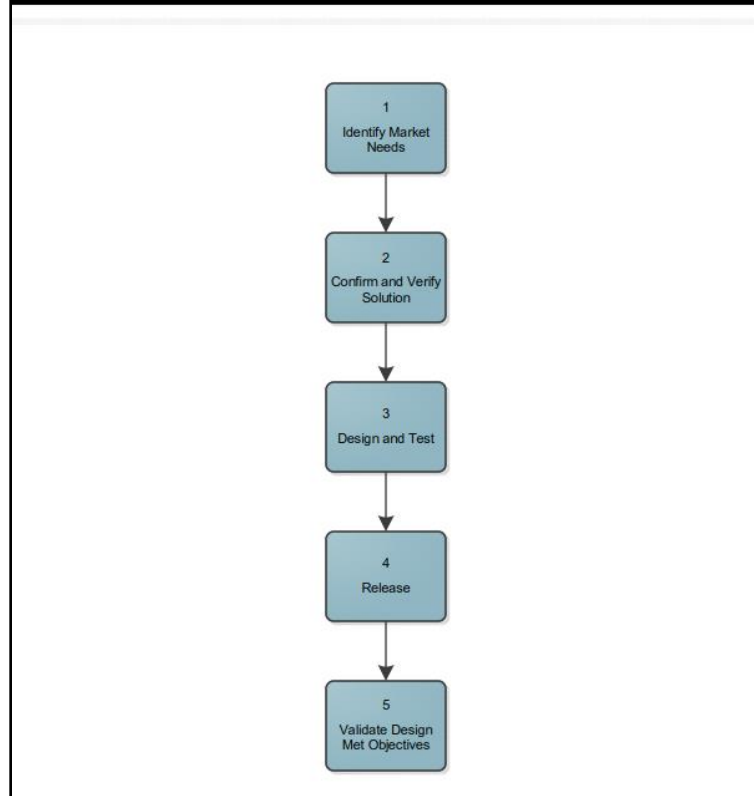 1
Identify Market
Needs
2
Confirm and Verify
Solution
3
Design and Test
4
Release
5
Validate Design
Met Objectives